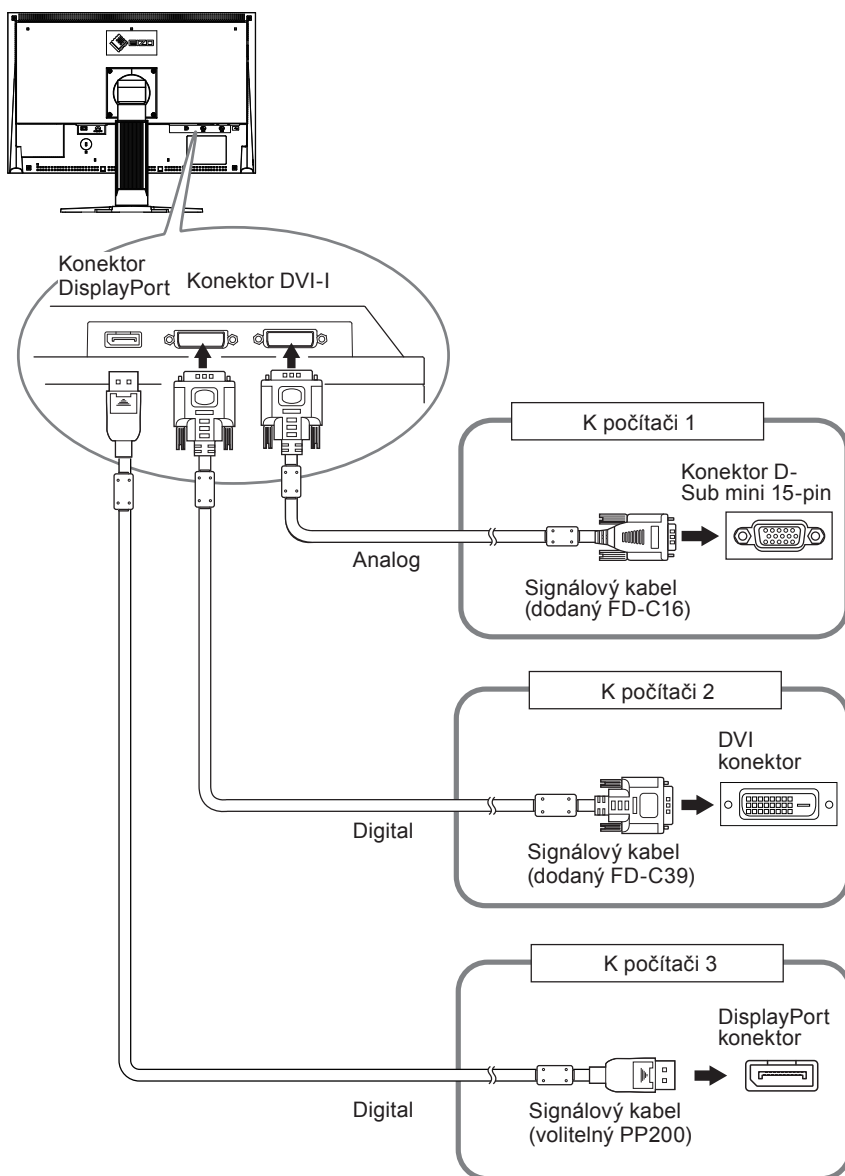 EIZO
Konektor
DisplayPort
Konektor DVI-I
K počítači 1
Konektor D-
Sub mini 15-pin
Analog
Signálový kabel
(dodaný FD-C16)
K počítači 2
DVI
konektor
Digital
Signálový kabel
(dodaný FD-C39)
K počítači 3
DisplayPort
konektor
Digital
Signálový kabel
(volitelný PP200)